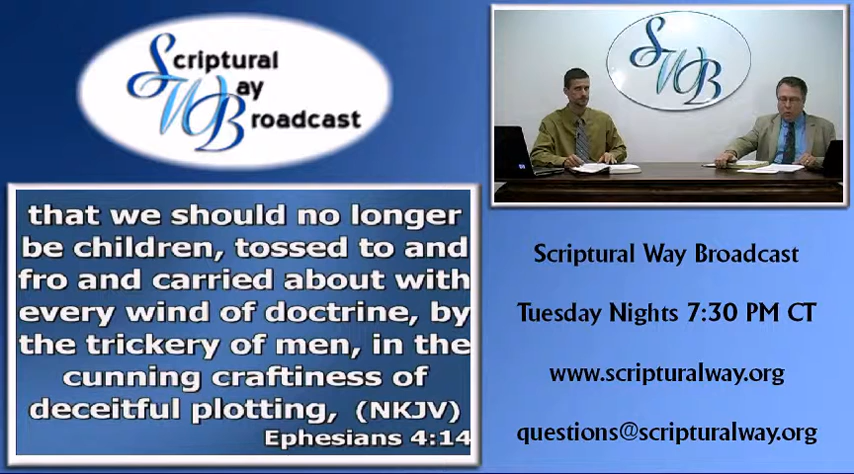 Scriptural
Way
Broadcast
that we should no longer
be children, tossed to and
fro and carried about with
every wind of doctrine, by
the trickery of men, in the
cunning craftiness of
deceitful plotting, (NKJV)
Ephesians 4:14
SWB
Scriptural Way Broadcast
Tuesday Nights 7:30 PM CT
www.scripturalway.org
questions@scripturalway.org